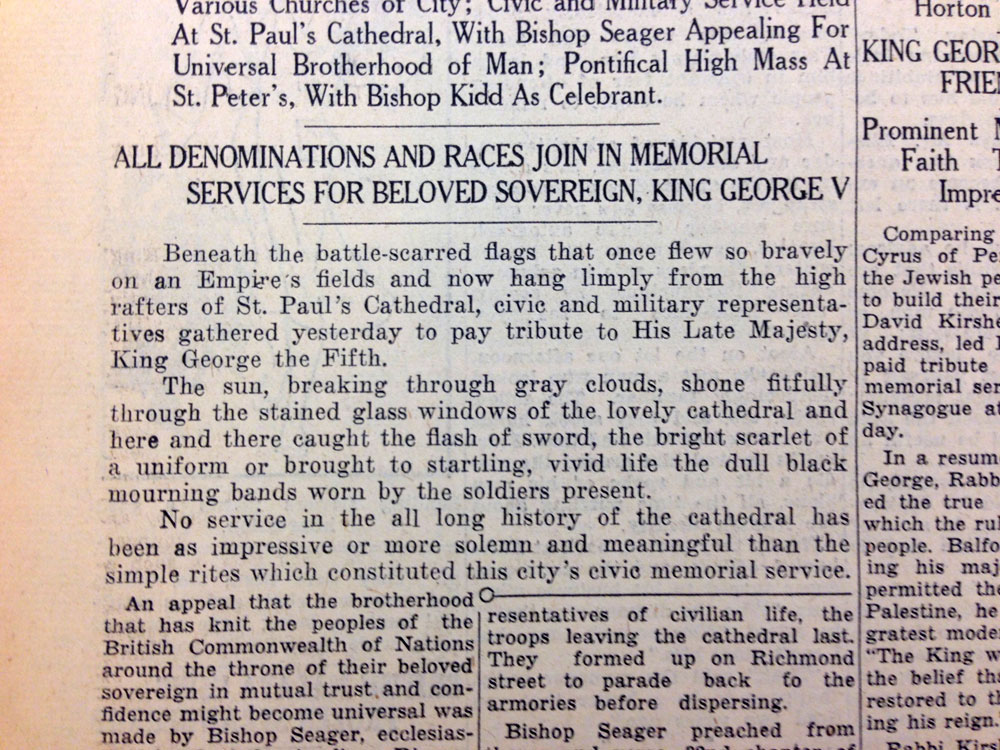 Various Churches of City; Civic and Military Service Held
At St. Paul's Cathedral, With Bishop Seager Appealing For
Universal Brotherhood of Man; Pontifical High Mass At
St. Peter's, With Bishop Kidd As Celebrant.
ALL DENOMINATIONS AND RACES JOIN IN MEMORIAL
SERVICES FOR BELOVED SOVEREIGN, KING GEORGE V
Beneath the battle-scarred flags that once flew so bravely
on an Empire's fields and now hang limply from the high
rafters of St. Paul's Cathedral, civic and military representa-
tives gathered yesterday to pay tribute to His Late Majesty,
King George the Fifth.
The sun, breaking through gray clouds, shone fitfully
through the stained glass windows of the lovely cathedral and
here and there caught the flash of sword, the bright scarlet of
a uniform or brought to startling, vivid life the dull black
mourning bands worn by the soldiers present.
No service in the all long history of the cathedral has
been as impressive or more solemn and meaningful than the
simple rites which constituted this city's civic memorial service.
An appeal that the brotherhood
that has knit the peoples of the
British Commonwealth of Nations
around the throne of their beloved
sovereign in mutual trust and con-
fidence might become universal was
made by Bishop Seager, ecclesias-
resentatives of civilian life, the
troops leaving the cathedral last.
They formed up on Richmond
street to parade back to the
armories before dispersing.
Bishop Seager preached from
Horton
KING GEOR
FRIE
Prominent
Faith
Impre
Comparing
Cyrus of Pe
the Jewish pe
to build their
David Kirshe
address, led
paid tribute
memorial ser
Synagogue at
day.
In a resum
George, Rabb
ed the true
which the rul
people. Balfo
ing his maj
permitted the
Palestine, he
gratest mode
"The King w
the belief tha
restored to th
ing his reign.